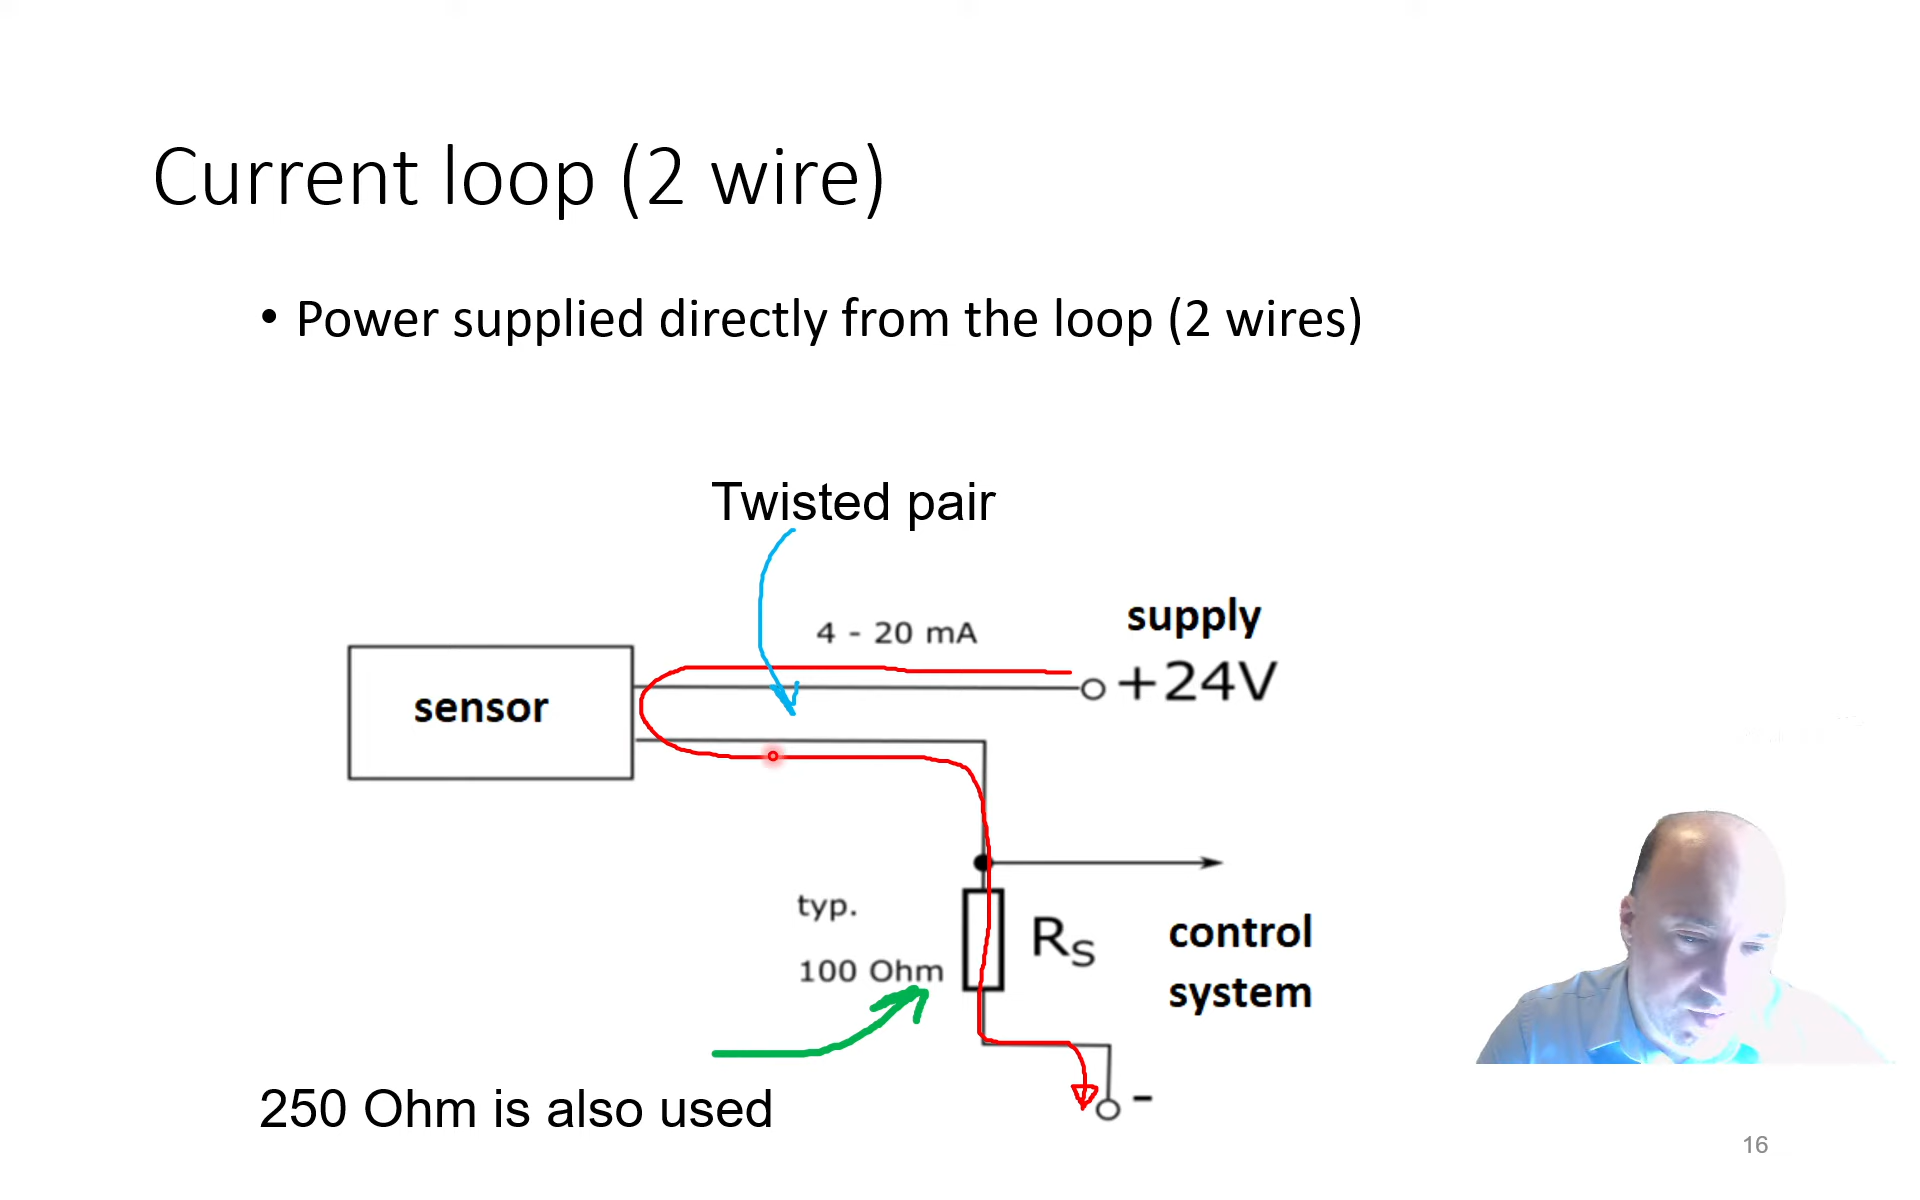 Current loop (2 wire)
• Power supplied directly from the loop (2 wires)
Twisted pair
4 - 20 mA
supply
+24V
sensor
typ.
100 Ohm
RS
control
system
250 Ohm is also used
-
16